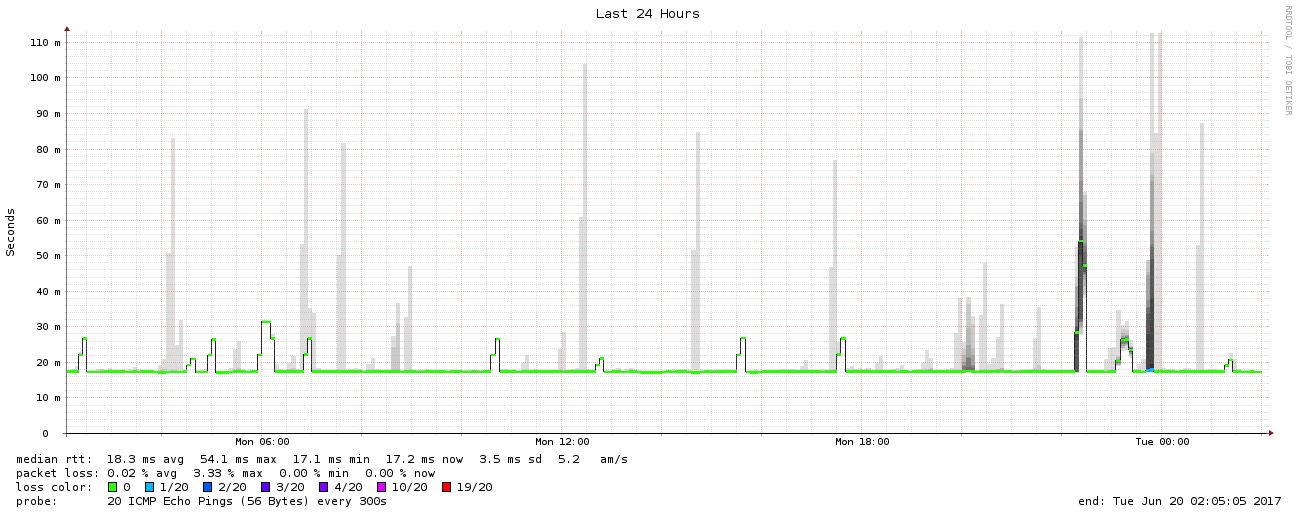 Last 24 Hours
RRDTOOL / TOBI OETIKER
Seconds
110 m
100 m
90 m
80 m
70 m
60 m
50 m
40 m
30 m
20 m
10 m
0
Mon 06:00 Mon 12:00 Mon 18:00 Tue 00:00
median rtt: 18.3 ms avg 54.1 ms max 17.1 ms min 17.2 ms now 3.5 ms sd 5.2 am/s
packet loss: 0.02 % avg 3.33 % max 0.00 % min 0.00 % now
loss color: 0 1/20 2/20 3/20 4/20 10/20 19/20
probe: 20 ICMP Echo Pings (56 Bytes) every 300s end: Tue Jun 20 02:05:05 2017